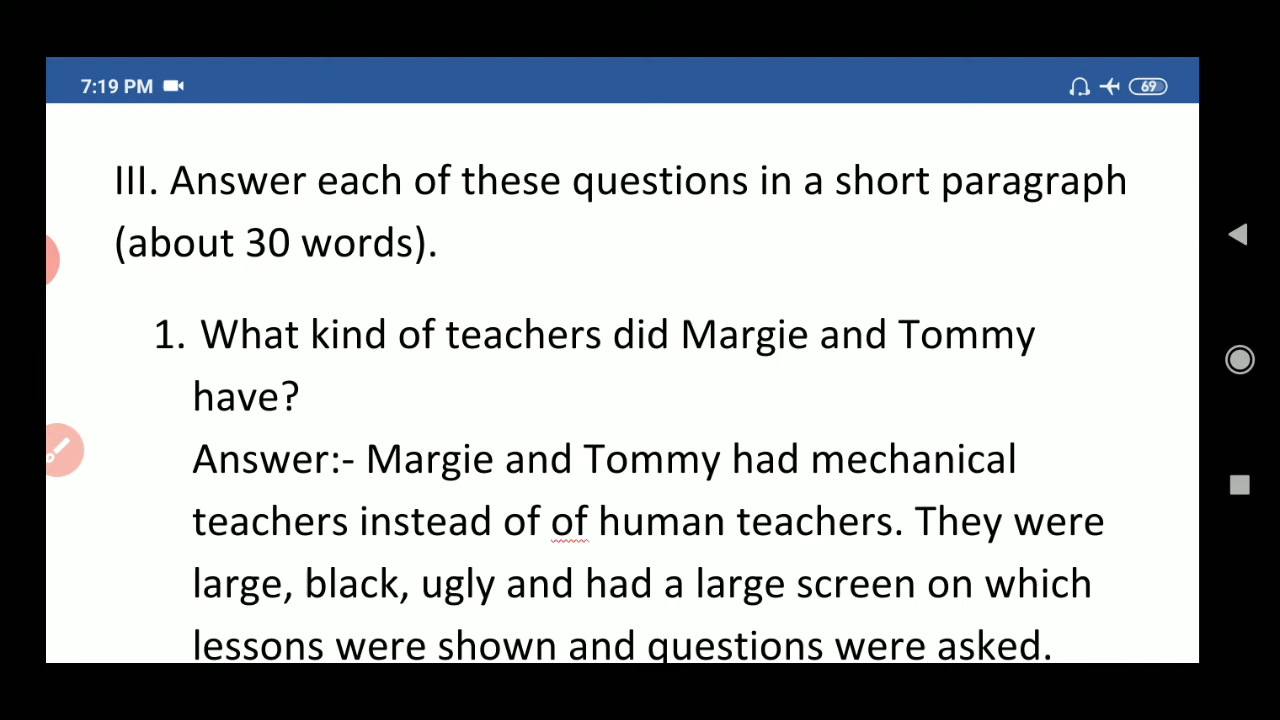 7:19 PM
69
III. Answer each of these questions in a short paragraph
(about 30 words).
1. What kind of teachers did Margie and Tommy
have?
Answer:- Margie and Tommy had mechanical
teachers instead of of human teachers. They were
large, black, ugly and had a large screen on which
lessons were shown and questions were asked.